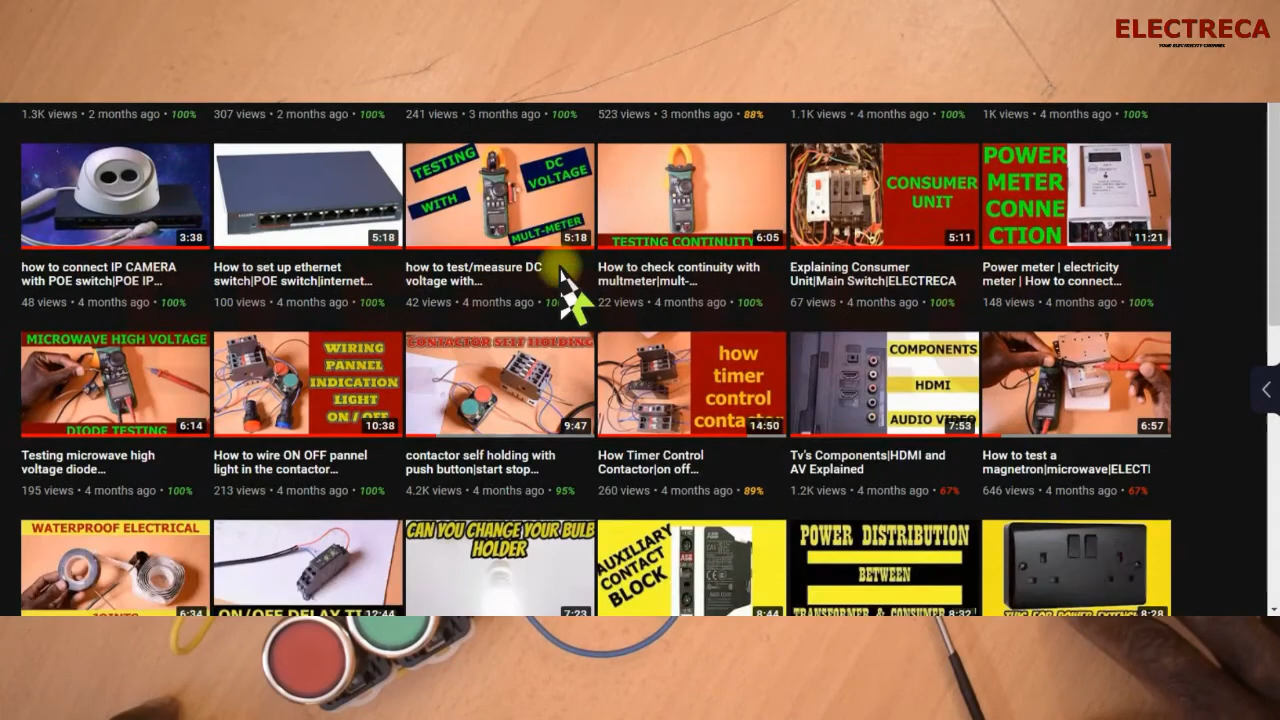 ELECTRECA
YOUR ELECTRICITY CHANNEL
1.3K views • 2 months ago • 100%
307 views • 2 months ago • 100%
241 views • 3 months ago • 100%
523 views • 3 months ago • 88%
1.1K views • 4 months ago • 100%
1K views • 4 months ago • 100%
3:38
5:18
TESTING
DC
VOLTAGE
WITH
MULT-METER
5:18
TESTING CONTINUITY
6:05
CONSUMER
UNIT
5:11
POWER
METER
CONNE
CTION
11:21
how to connect IP CAMERA
with POE switch|POE IP...
48 views • 4 months ago • 100%
How to set up ethernet
switch|POE switch|internet...
100 views • 4 months ago • 100%
how to test/measure DC
voltage with...
42 views • 4 months ago • 10
How to check continuity with
multmeter|mult-...
22 views • 4 months ago • 100%
Explaining Consumer
Unit|Main Switch|ELECTRECA
67 views • 4 months ago • 100%
Power meter | electricity
meter | How to connect...
148 views • 4 months ago • 100%
MICROWAVE HIGH VOLTAGE
DIODE TESTING
6:14
WIRING
PANNEL
INDICATION
LIGHT
ON / OFF
10:38
CONTACTOR SELF HOLDING
9:47
how
timer
control
contactor
14:50
COMPONENTS
HDMI
AUDIO VIDEO
7:53
6:57
Testing microwave high
voltage diode...
195 views • 4 months ago • 100%
How to wire ON OFF pannel
light in the contactor...
213 views • 4 months ago • 100%
contactor self holding with
push button|start stop...
4.2K views • 4 months ago • 95%
How Timer Control
Contactor|on off...
260 views • 4 months ago • 89%
Tv's Components|HDMI and
AV Explained
1.2K views • 4 months ago • 67%
How to test a
magnetron|microwave|ELECTI
646 views • 4 months ago • 67%
WATERPROOF ELECTRICAL
JOINTS
6:34
ON/OFF DELAY TI
12:44
CAN YOU CHANGE YOUR BULB
HOLDER
7:23
AUXILIARY
CONTACT
BLOCK
ABB
8:44
POWER DISTRIBUTION
BETWEEN
TRANSFORMER & CONSUMER
8:32
8:28